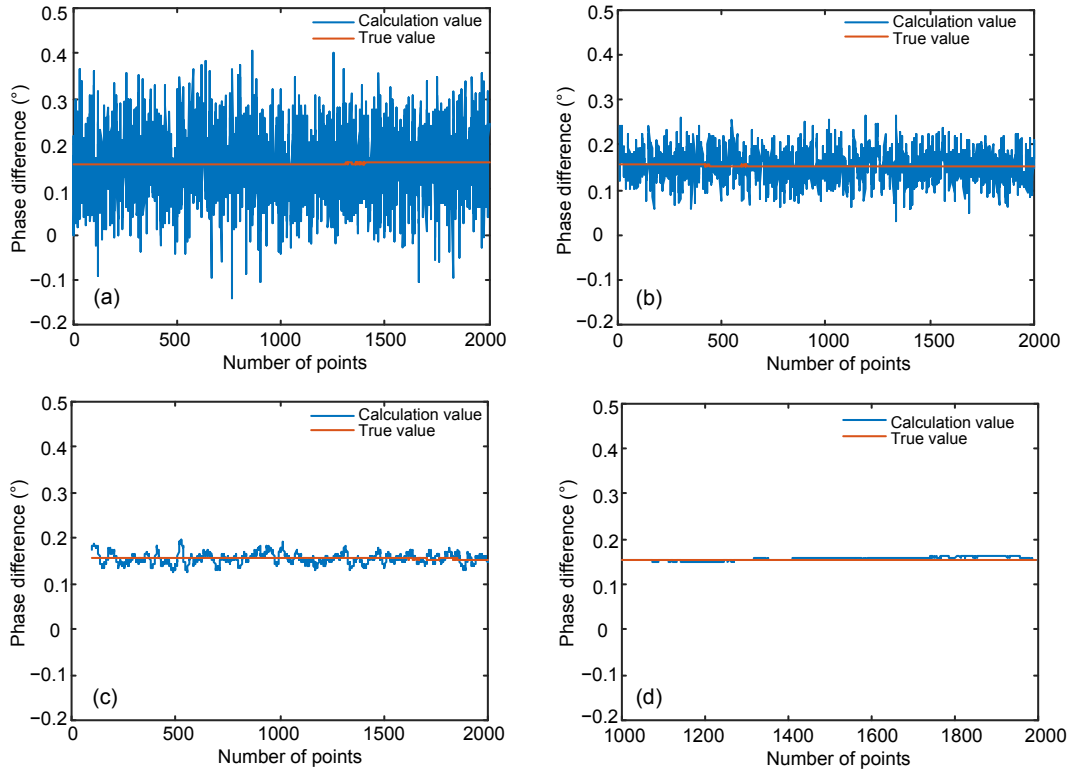 0.5
0.4
0.3
0.2
0.1
0
−0.1
−0.2
Phase difference (°)
Calculation value
True value
(a)
0
500
1000
1500
2000
Number of points
0.5
0.4
0.3
0.2
0.1
0
−0.1
−0.2
Phase difference (°)
Calculation value
True value
(b)
0
500
1000
1500
2000
Number of points
0.5
0.4
0.3
0.2
0.1
0
−0.1
−0.2
Phase difference (°)
Calculation value
True value
(c)
0
500
1000
1500
2000
Number of points
0.5
0.4
0.3
0.2
0.1
0
−0.1
−0.2
Phase difference (°)
Calculation value
True value
(d)
1000
1200
1400
1600
1800
2000
Number of points